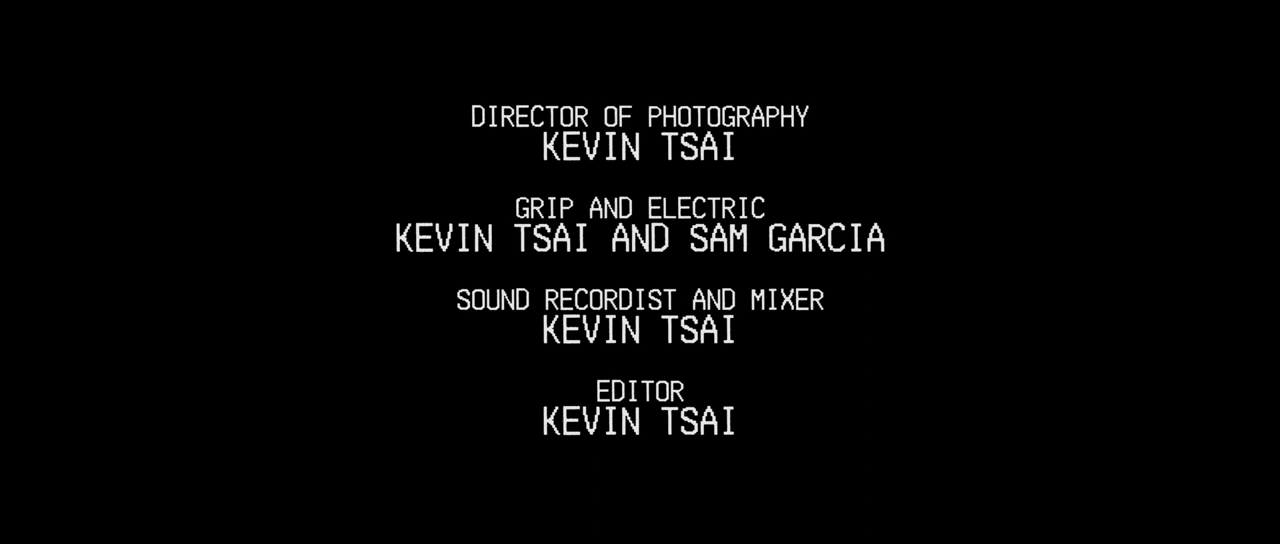 DIRECTOR OF PHOTOGRAPHY
KEVIN TSAI
GRIP AND ELECTRIC
KEVIN TSAI AND SAM GARCIA
SOUND RECORDIST AND MIXER
KEVIN TSAI
EDITOR
KEVIN TSAI